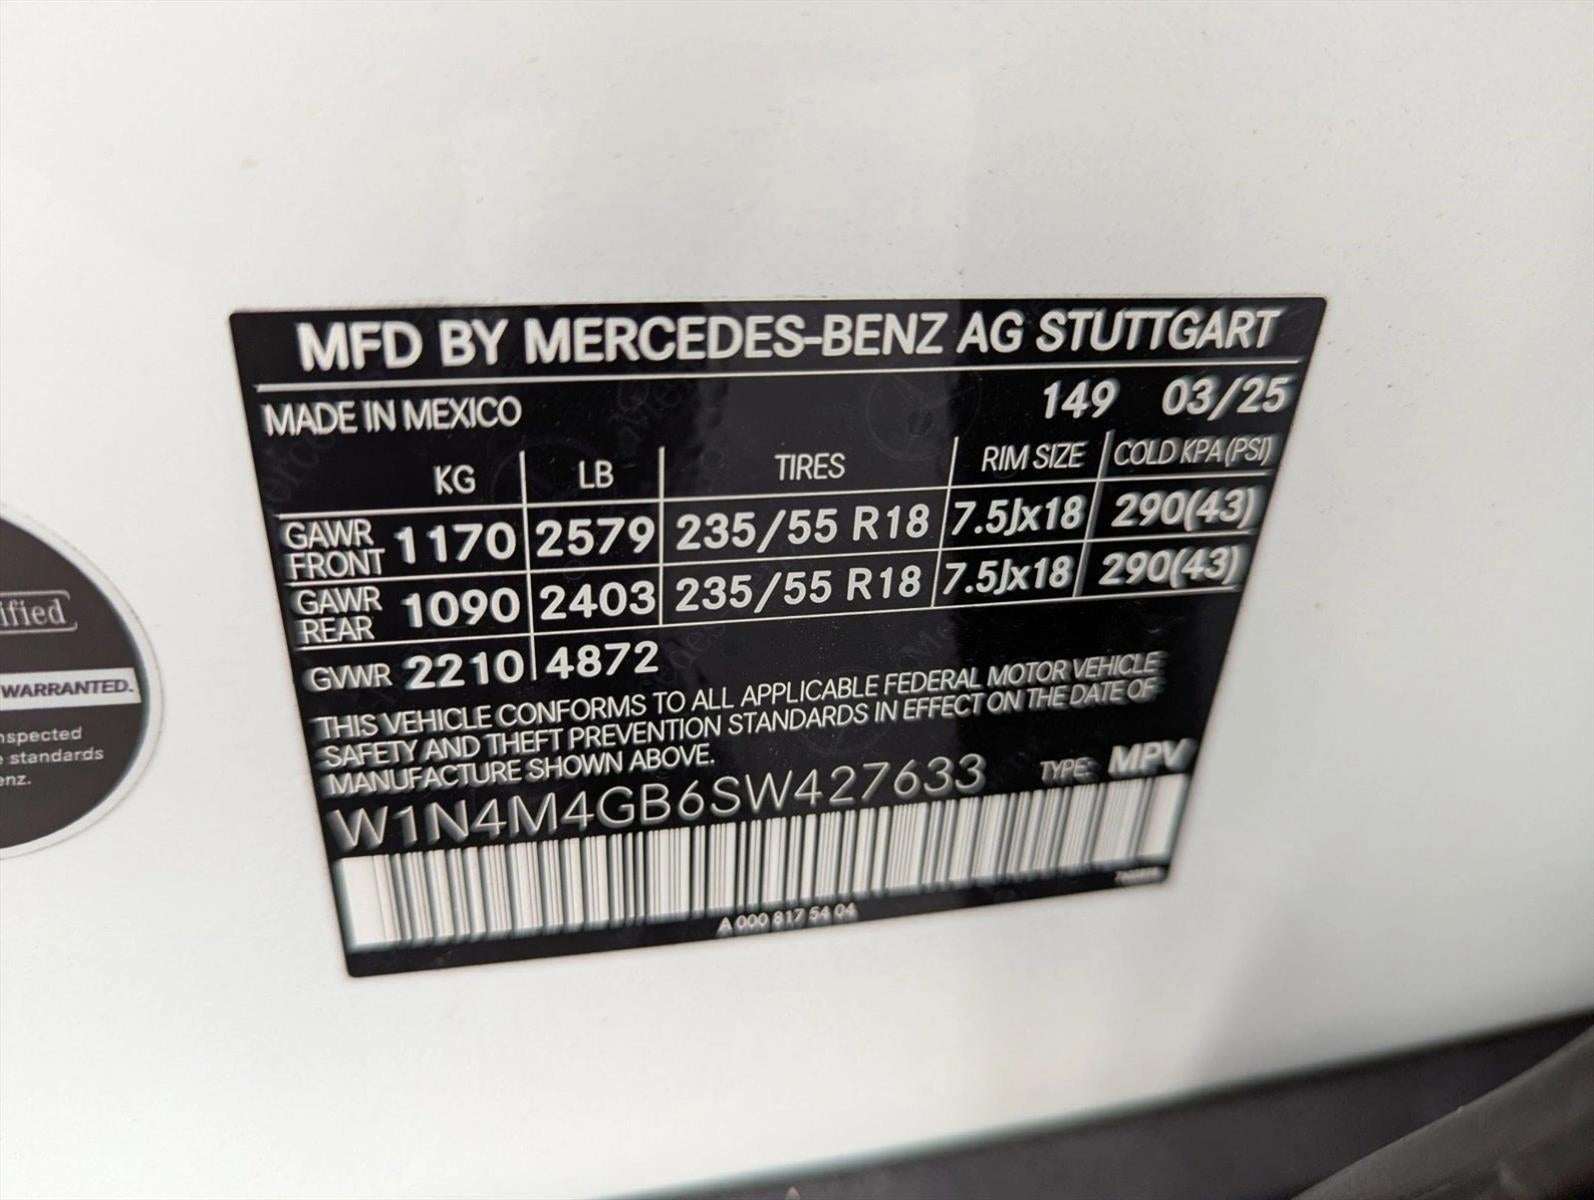 MFD BY MERCEDES-BENZ AG STUTTGART
MADE IN MEXICO 149 03/25
KG LB TIRES RIM SIZE COLD KPA(PSI)
GAWR FRONT 1170 2579 235/55 R18 7.5Jx18 290(43)
GAWR REAR 1090 2403 235/55 R18 7.5Jx18 290(43)
GVWR 2210 4872
THIS VEHICLE CONFORMS TO ALL APPLICABLE FEDERAL MOTOR VEHICLE
SAFETY AND THEFT PREVENTION STANDARDS IN EFFECT ON THE DATE OF
MANUFACTURE SHOWN ABOVE.
W1N4M4GB6SW427633 TYPE: MPV
A 000 817 54 04
ified
WARRANTED.
nspected
standards
enz.